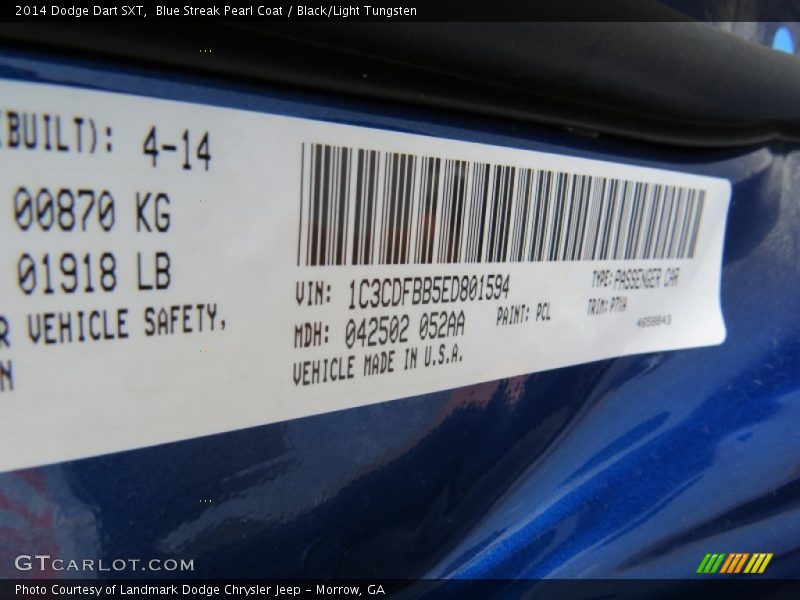 2014 Dodge Dart SXT,  Blue Streak Pearl Coat / Black/Light Tungsten
BUILT): 4-14
00870 KG
01918 LB
R VEHICLE SAFETY,
N
VIN: 1C3CDFBB5ED801594
TYPE: PASSENGER CAR
MDH: 042502 052AA
PAINT: PCL
TRIM: P7XA
VEHICLE MADE IN U.S.A.
4658843
GTCARLOT.COM
Photo Courtesy of Landmark Dodge Chrysler Jeep - Morrow, GA